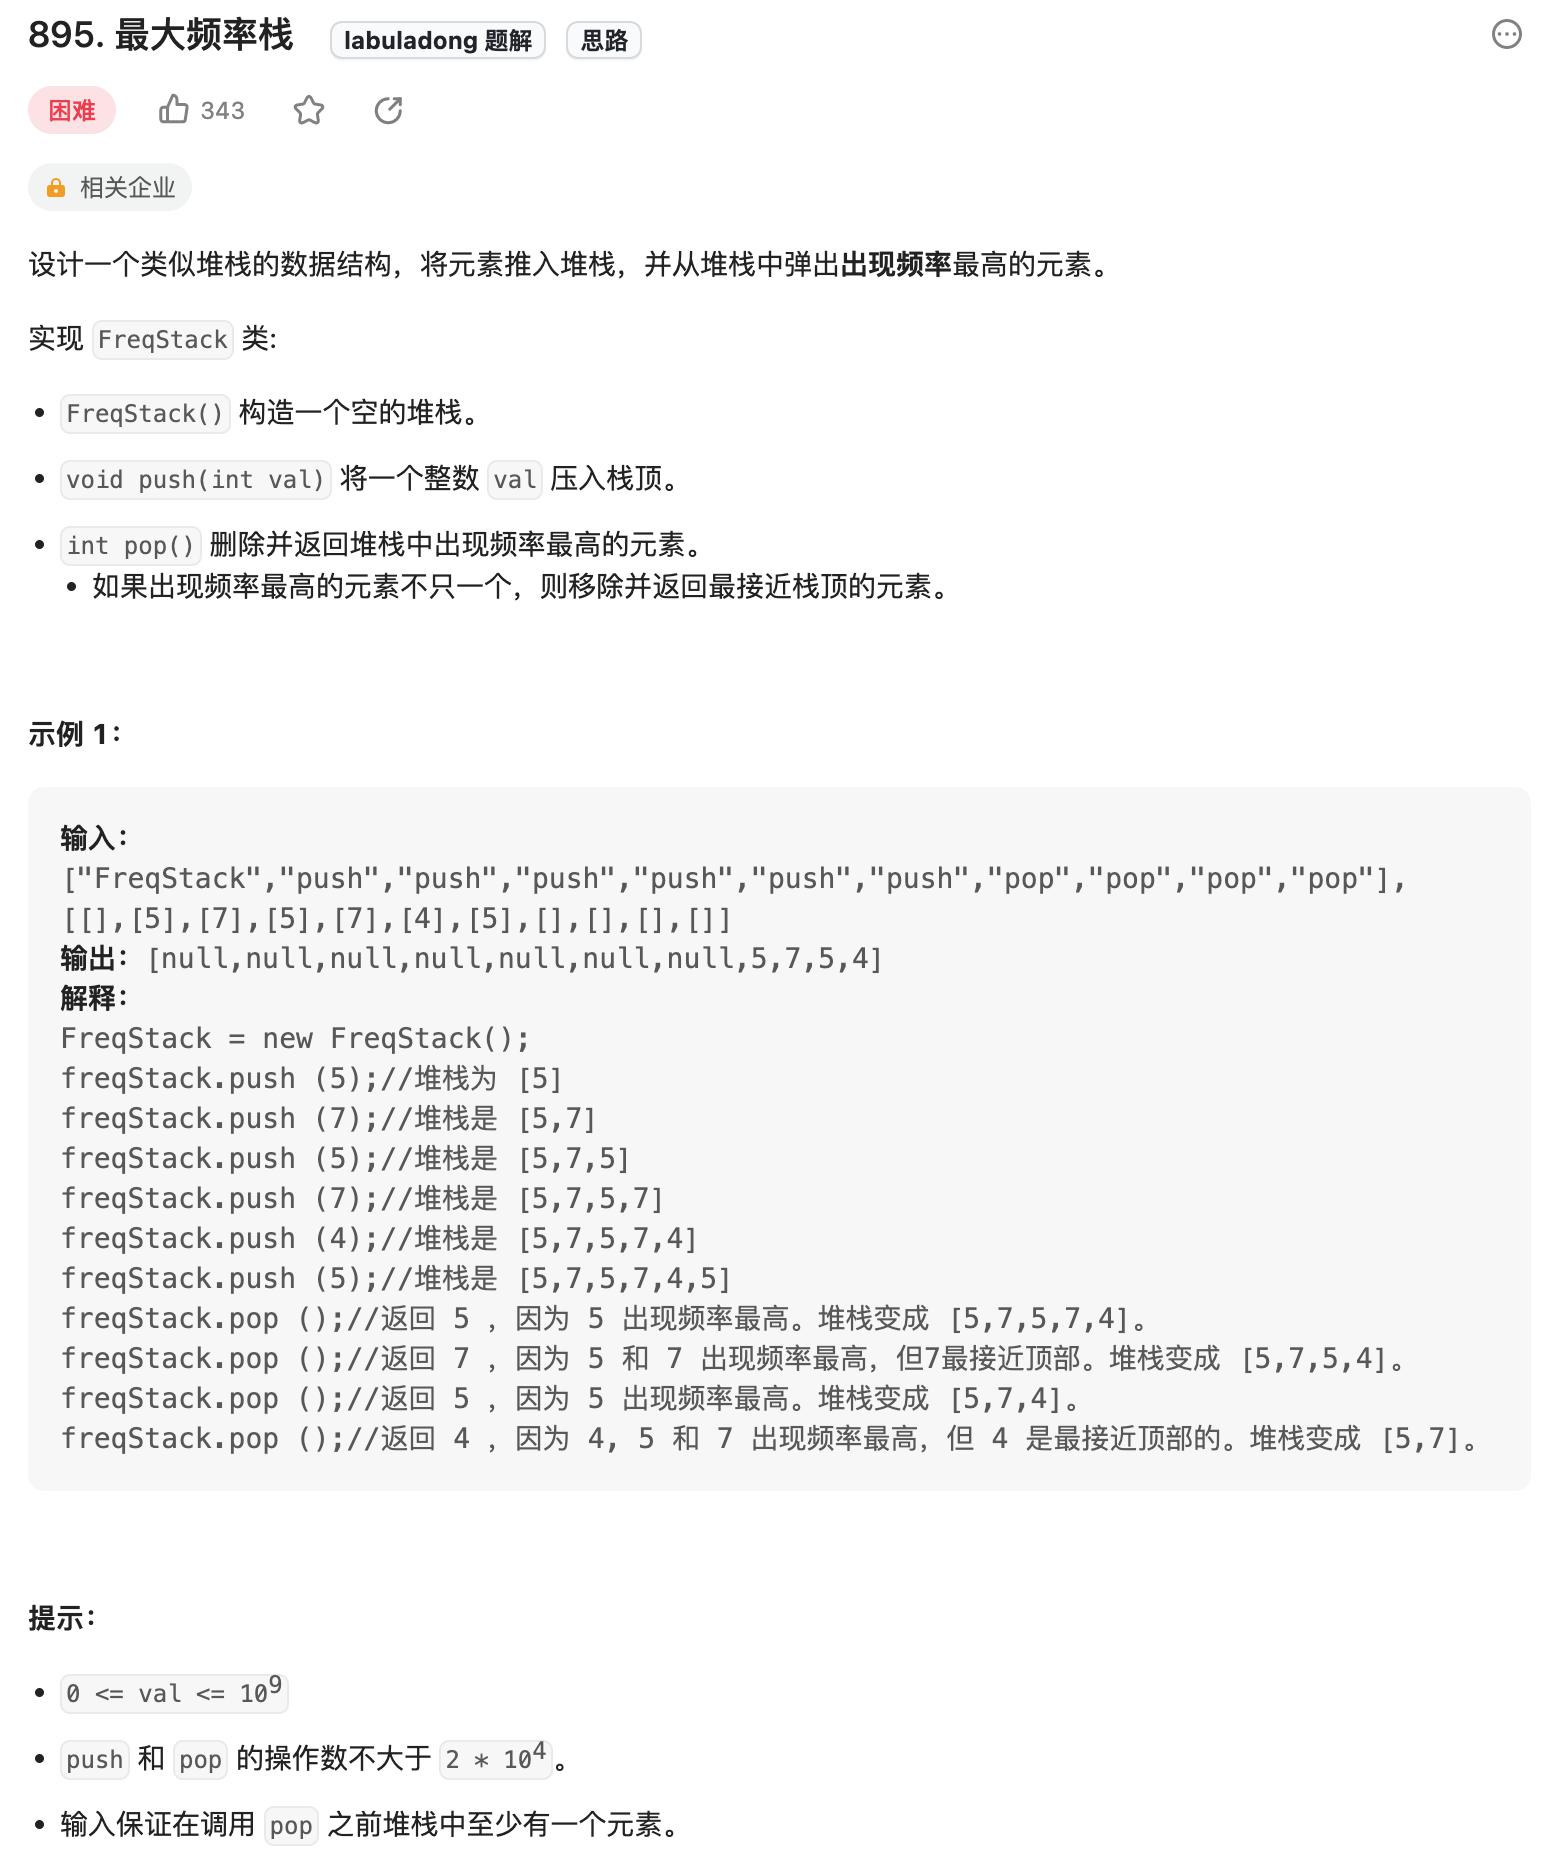 895. 最大频率栈 labuladong 题解 思路
困难 343
相关企业
设计一个类似堆栈的数据结构，将元素推入堆栈，并从堆栈中弹出出现频率最高的元素。
实现 FreqStack 类:
• FreqStack() 构造一个空的堆栈。
• void push(int val) 将一个整数 val 压入栈顶。
• int pop() 删除并返回堆栈中出现频率最高的元素。
• 如果出现频率最高的元素不只一个，则移除并返回最接近栈顶的元素。
示例 1：
输入：
["FreqStack","push","push","push","push","push","push","pop","pop","pop","pop"],
[[],[5],[7],[5],[7],[4],[5],[],[],[],[]]
输出：[null,null,null,null,null,null,null,5,7,5,4]
解释：
FreqStack = new FreqStack();
freqStack.push (5);//堆栈为 [5]
freqStack.push (7);//堆栈是 [5,7]
freqStack.push (5);//堆栈是 [5,7,5]
freqStack.push (7);//堆栈是 [5,7,5,7]
freqStack.push (4);//堆栈是 [5,7,5,7,4]
freqStack.push (5);//堆栈是 [5,7,5,7,4,5]
freqStack.pop ();//返回 5 ，因为 5 出现频率最高。堆栈变成 [5,7,5,7,4]。
freqStack.pop ();//返回 7 ，因为 5 和 7 出现频率最高，但7最接近顶部。堆栈变成 [5,7,5,4]。
freqStack.pop ();//返回 5 ，因为 5 出现频率最高。堆栈变成 [5,7,4]。
freqStack.pop ();//返回 4 ，因为 4, 5 和 7 出现频率最高，但 4 是最接近顶部的。堆栈变成 [5,7]。
提示：
• 0 <= val <= 10⁹
• push 和 pop 的操作数不大于 2 * 10⁴。
• 输入保证在调用 pop 之前堆栈中至少有一个元素。